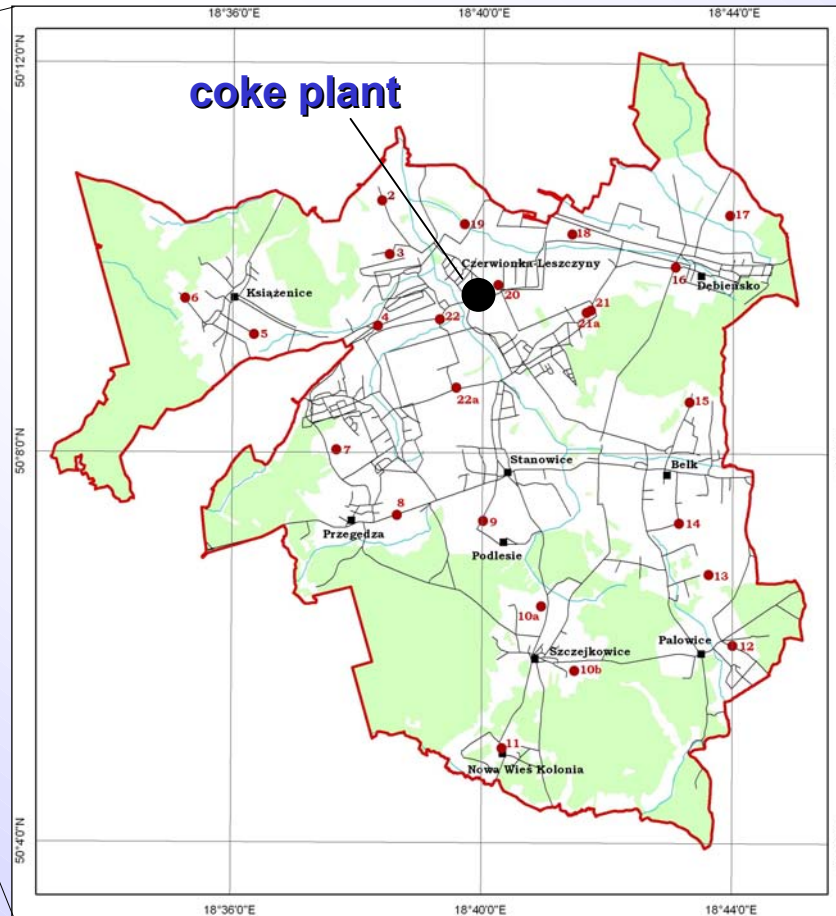 18°36'0"E 18°40'0"E 18°44'0"E
50°12'0"N
coke plant
2
17
19
18
3
Czerwionka-Leszczyny
16
Dębieńsko
20
6
Książenice
21
21a
22
4
5
22a
15
50°8'0"N
7
Stanowice
Bełk
8
9
14
Przegędza
Podlesie
13
10a
Palowice
12
Szczejkowice
10b
11
Nowa Wieś Kolonia
50°4'0"N
18°36'0"E 18°40'0"E 18°44'0"E